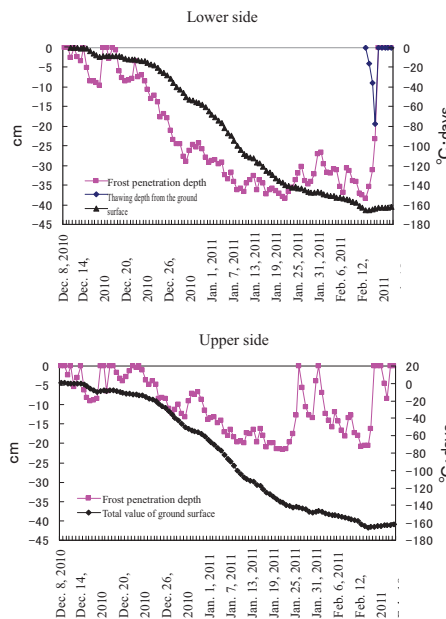 Lower side
0
−5
−10
−15
−20
−25
−30
−35
−40
−45
cm
0
−20
−40
−60
−80
−100
−120
−140
−160
−180
°C･days
Frost penetration depth
Thawing depth from the ground
surface
Dec. 8, 2010
Dec. 14,
2010
Dec. 20,
2010
Dec. 26,
2010
Jan. 1, 2011
Jan. 7, 2011
Jan. 13, 2011
Jan. 19, 2011
Jan. 25, 2011
Jan. 31, 2011
Feb. 6, 2011
Feb. 12,
2011
Upper side
0
−5
−10
−15
−20
−25
−30
−35
−40
−45
cm
20
0
−20
−40
−60
−80
−100
−120
−140
−160
−180
°C･days
Frost penetration depth
Total value of ground surface
Dec. 8, 2010
Dec. 14,
2010
Dec. 20,
2010
Dec. 26,
2010
Jan. 1, 2011
Jan. 7, 2011
Jan. 13, 2011
Jan. 19, 2011
Jan. 25, 2011
Jan. 31, 2011
Feb. 6, 2011
Feb. 12,
2011